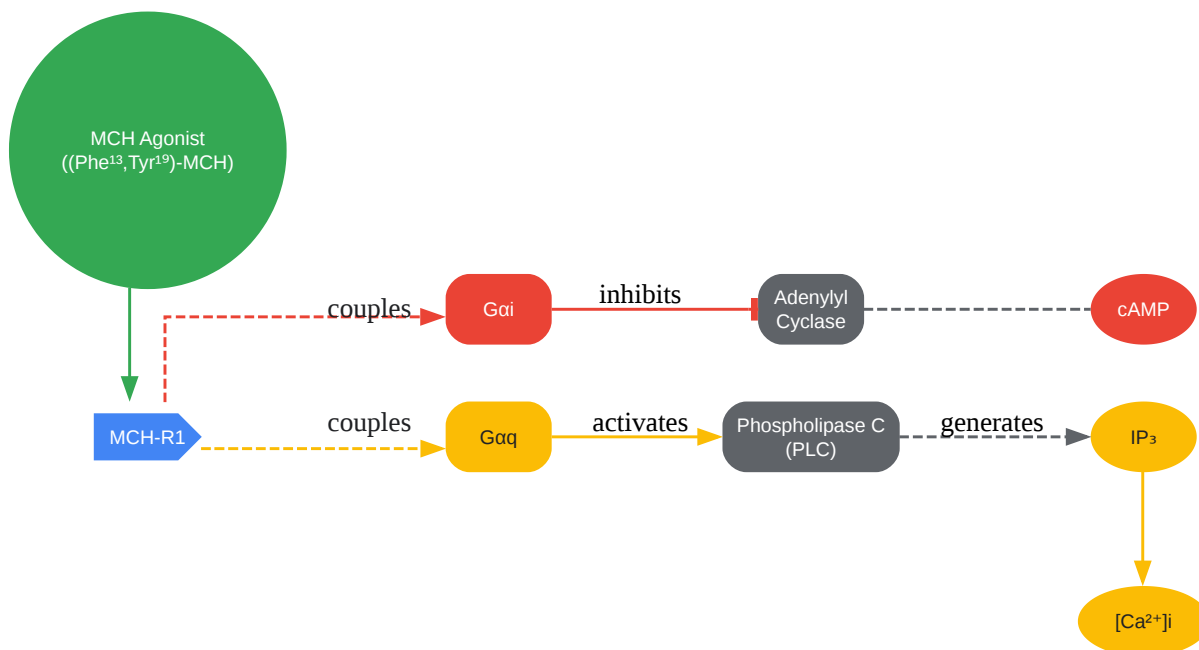 MCH Agonist
((Phe¹³,Tyr¹⁹)-MCH)
couples
Gαi
inhibits
Adenylyl
Cyclase
cAMP
MCH-R1
couples
Gαq
activates
Phospholipase C
(PLC)
generates
IP₃
[Ca²⁺]i